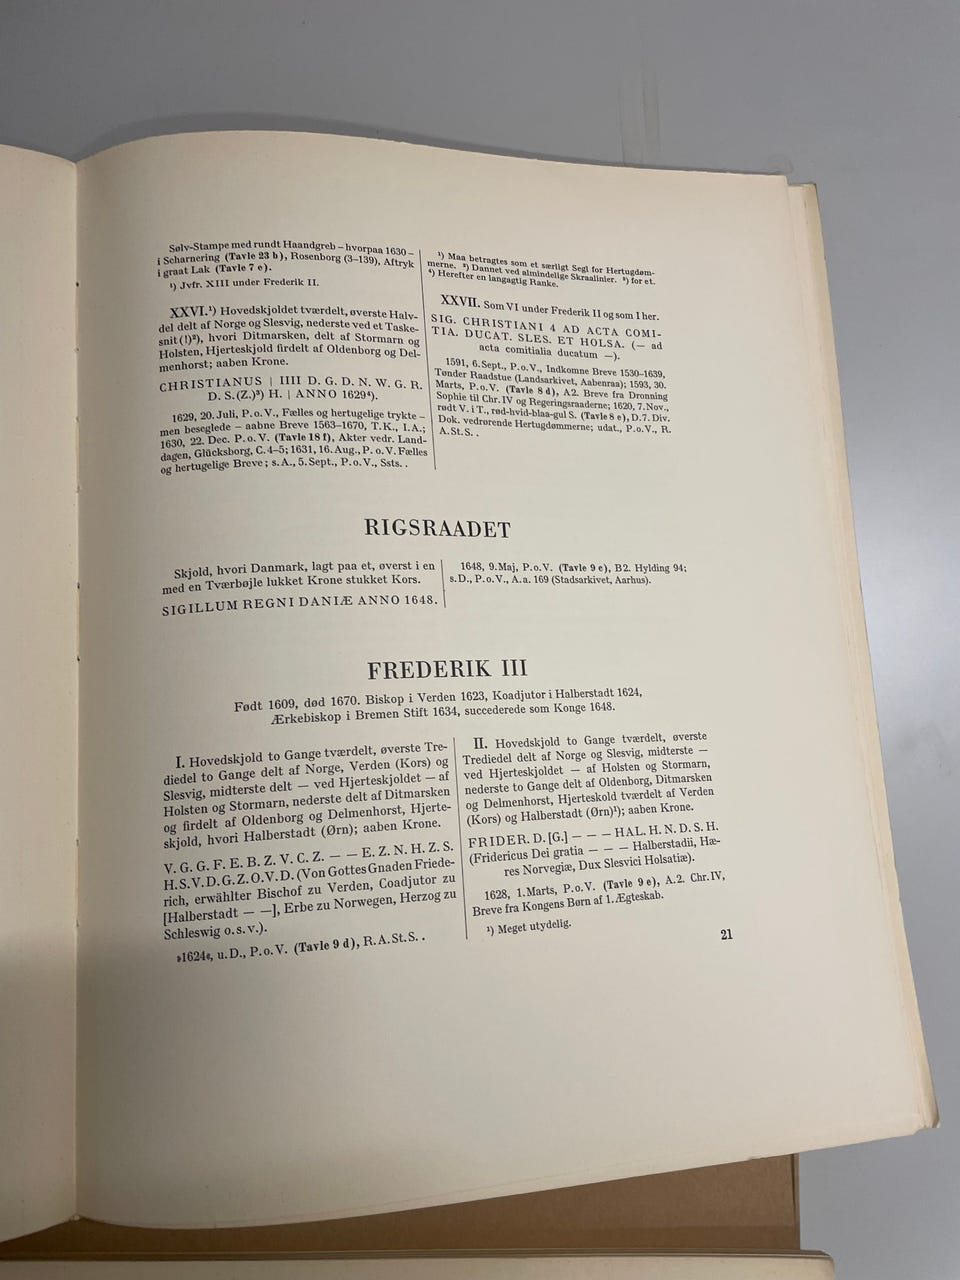 Sølv-Stampe med rundt Haandgreb – hvorpaa 1630 –
i Scharnering (Tavle 23 b), Rosenborg (3–139), Aftryk
i graat Lak (Tavle 7 e).
¹) Jvfr. XIII under Frederik II.
XXVI.¹) Hovedskjoldet tværdelt, øverste Halv-
del delt af Norge og Slesvig, nederste ved et Taske-
snit (!)²), hvori Ditmarsken, delt af Stormarn og
Holsten, Hjerteskjold firdelt af Oldenborg og Del-
menhorst; aaben Krone.
CHRISTIANUS | IIII D. G. D. N. W. G. R.
D. S.(Z.)³) H. | ANNO 1629⁴).
1629, 20. Juli, P. o. V., Fælles og hertugelige trykte –
men beseglede – aabne Breve 1563–1670, T. K., I. A.;
1630, 22. Dec. P. o. V. (Tavle 18 f), Akter vedr. Land-
dagen, Glücksborg, C. 4–5; 1631, 16. Aug., P. o. V. Fælles
og hertugelige Breve; s. A., 5. Sept., P. o. V., Ssts. .
¹) Maa betragtes som et særligt Segl for Hertugdøm-
merne. ²) Dannet ved almindelige Skraalinier. ³) for et.
⁴) Herefter en langagtig Ranke.
XXVII. Som VI under Frederik II og som I her.
SIG. CHRISTIANI 4 AD ACTA COMI-
TIA. DUCAT. SLES. ET HOLSA. (— ad
acta comitialia ducatum —).
1591, 6. Sept., P. o. V., Indkomne Breve 1530–1639,
Tønder Raadstue (Landsarkivet, Aabenraa); 1593, 30.
Marts, P. o. V. (Tavle 8 d), A2. Breve fra Dronning
Sophie til Chr. IV og Regeringsraaderne; 1620, 7. Nov.,
rødt V. i T., rød-hvid-blaa-gul S. (Tavle 8 e), D. 7. Div.
Dok. vedrørende Hertugdømmerne; udat., P. o. V., R.
A. St. S. .
RIGSRAADET
Skjold, hvori Danmark, lagt paa et, øverst i en
med en Tværbøjle lukket Krone stukket Kors.
SIGILLUM REGNI DANIÆ ANNO 1648.
1648, 9. Maj, P. o. V. (Tavle 9 e), B2. Hylding 94;
s. D., P. o. V., A. a. 169 (Stadsarkivet, Aarhus).
FREDERIK III
Født 1609, død 1670. Biskop i Verden 1623, Koadjutor i Halberstadt 1624,
Ærkebiskop i Bremen Stift 1634, succederede som Konge 1648.
I. Hovedskjold to Gange tværdelt, øverste Tre-
diedel to Gange delt af Norge, Verden (Kors) og
Slesvig, midterste delt — ved Hjerteskjoldet — af
Holsten og Stormarn, nederste delt af Ditmarsken
og firdelt af Oldenborg og Delmenhorst, Hjerte-
skjold, hvori Halberstadt (Ørn); aaben Krone.
V. G. G. F. E. B. Z. V. C. Z. — — E. Z. N. H. Z. S.
H. S. V. D. G. Z. O. V. D. (Von Gottes Gnaden Friede-
rich, erwählter Bischof zu Verden, Coadjutor zu
[Halberstadt — —], Erbe zu Norwegen, Herzog zu
Schleswig o. s. v.).
»1624«, u. D., P. o. V. (Tavle 9 d), R. A. St. S. .
II. Hovedskjold to Gange tværdelt, øverste
Trediedel delt af Norge og Slesvig, midterste —
ved Hjerteskjoldet — af Holsten og Stormarn,
nederste to Gange delt af Oldenborg, Ditmarsken
og Delmenhorst, Hjerteskold tværdelt af Verden
(Kors) og Halberstadt (Ørn)¹); aaben Krone.
FRIDER. D. [G.] — — — HAL. H. N. D. S. H.
(Fridericus Dei gratia — — — Halberstadii, Hæ-
res Norvegiæ, Dux Slesvici Holsatiæ).
1628, 1. Marts, P. o. V. (Tavle 9 e), A. 2. Chr. IV,
Breve fra Kongens Børn af 1. Ægteskab.
¹) Meget utydelig.
21